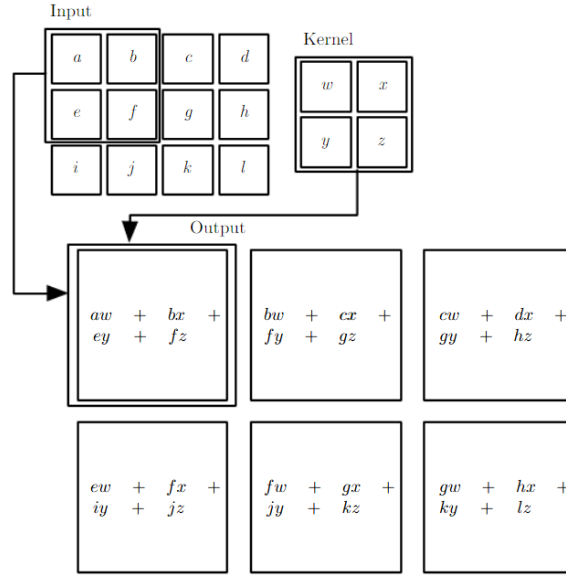 Input
a b c d
e f g h
i j k l
Kernel
w x
y z
Output
aw + bx +
ey + fz
bw + cx +
fy + gz
cw + dx +
gy + hz
ew + fx +
iy + jz
fw + gx +
jy + kz
gw + hx +
ky + lz